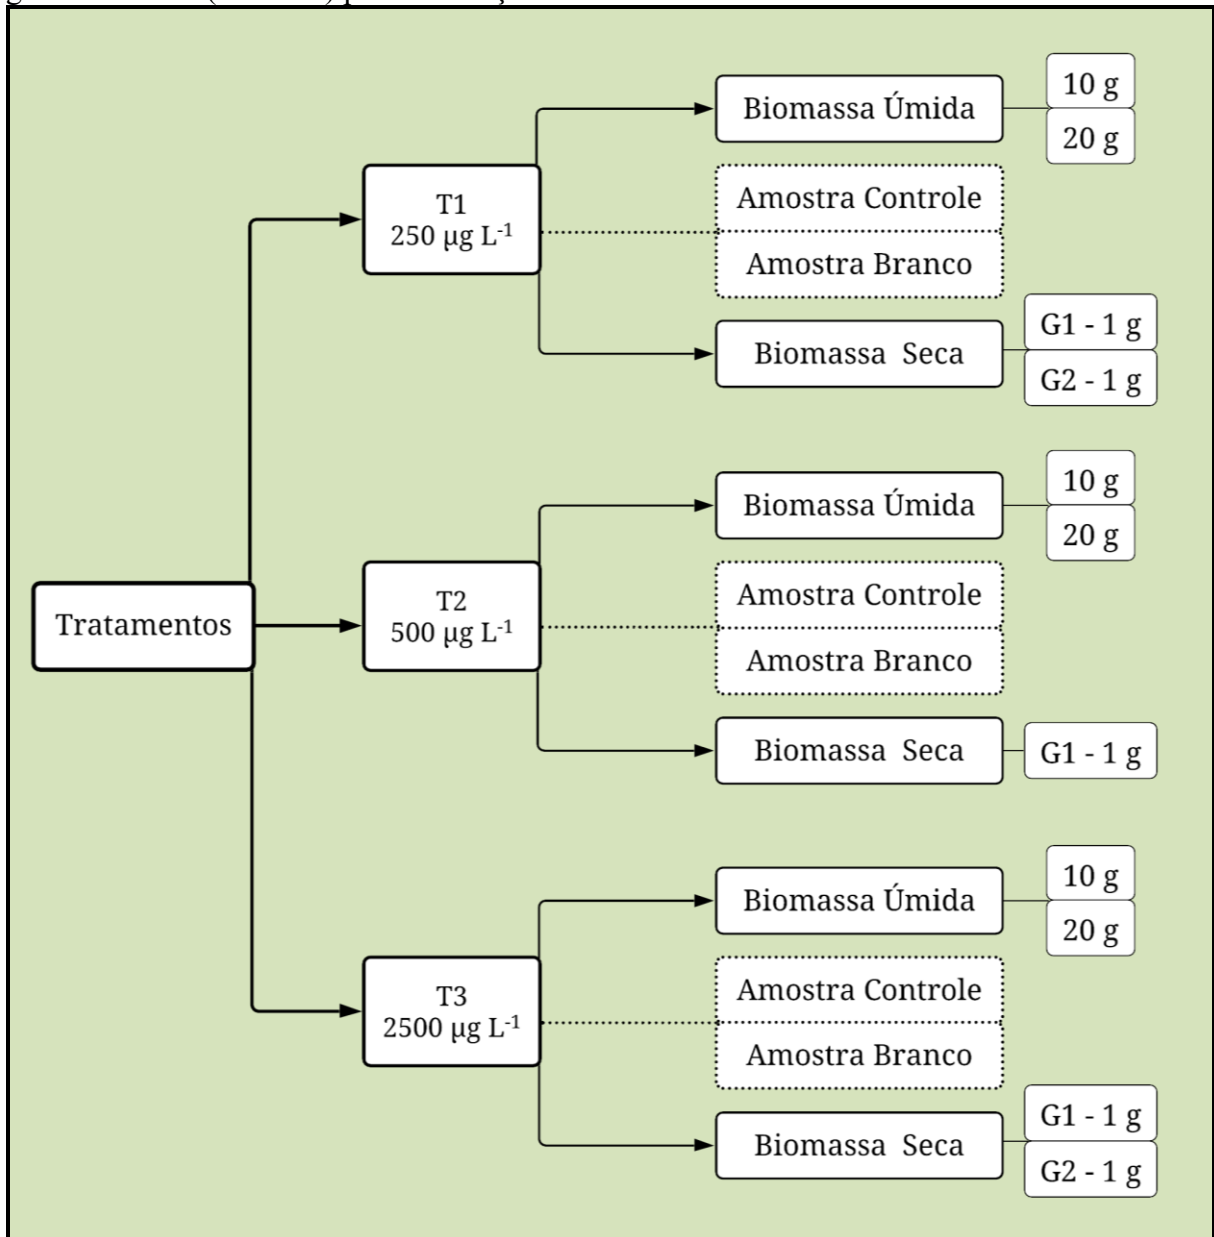 Biomassa Úmida
10 g
20 g
T1
250 µg L⁻¹
Amostra Controle
Amostra Branco
Biomassa Seca
G1 - 1 g
G2 - 1 g
Tratamentos
Biomassa Úmida
10 g
20 g
T2
500 µg L⁻¹
Amostra Controle
Amostra Branco
Biomassa Seca
G1 - 1 g
Biomassa Úmida
10 g
20 g
T3
2500 µg L⁻¹
Amostra Controle
Amostra Branco
Biomassa Seca
G1 - 1 g
G2 - 1 g